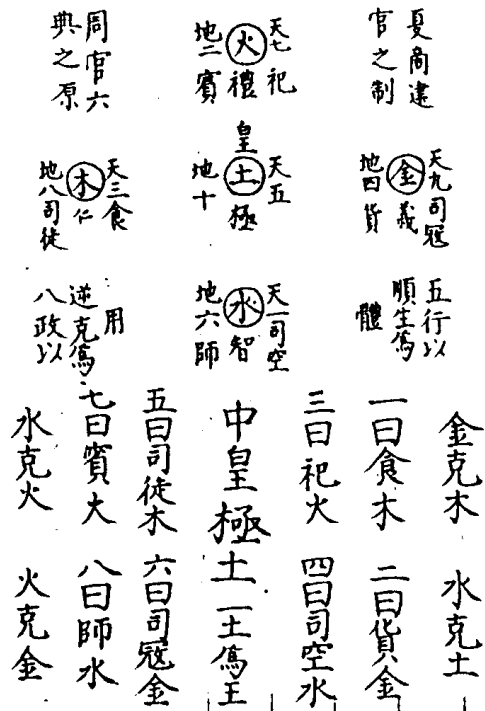 夏商建
官之制
天七祀
火禮
地二賓
周官六
典之原
天九司寇
金義
地四貨
天五
皇土極
地十
天三食
木仁
地八司徒
五行以
順生爲
體
天一司空
水智
地六師
八政以
逆克爲
用
金克木 水克土
一曰食木 二曰貨金
三曰祀火 四曰司空水
中皇極土 一土爲王
五曰司徒木 六曰司寇金
七曰賓大 八曰師水
水克火 火克金